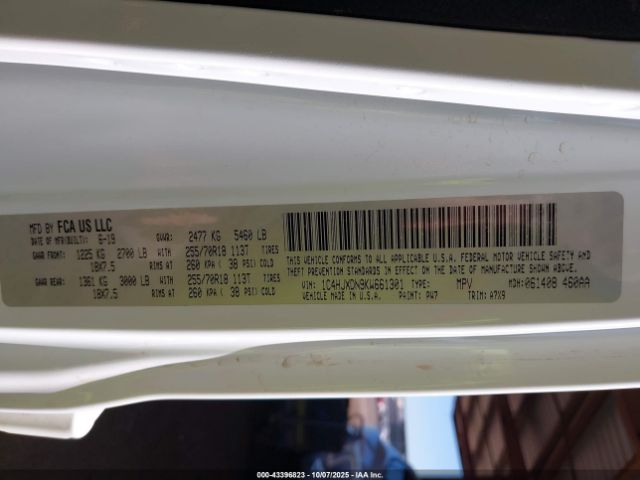 MFD BY FCA US LLC
DATE OF MFR(BUILT): 6-19 GVWR: 2477 KG 5460 LB
GAWR FRONT: 1225 KG 2700 LB WITH 255/70R18 113T TIRES
18X7.5 RIMS AT 260 KPA ( 38 PSI) COLD
GAWR REAR: 1361 KG 3000 LB WITH 255/70R18 113T TIRES
18X7.5 RIMS AT 260 KPA ( 38 PSI) COLD
THIS VEHICLE CONFORMS TO ALL APPLICABLE U.S.A. FEDERAL MOTOR VEHICLE SAFETY AND
THEFT PREVENTION STANDARDS IN EFFECT ON THE DATE OF MANUFACTURE SHOWN ABOVE.
VIN: 1C4HJXDN9KW661301 TYPE: MPV MDH: 061408 460AA
MADE IN U.S.A. PAINT: PW7 TRIM: A7X9
000-43396823 | 10/07/2025 | IAA Inc.